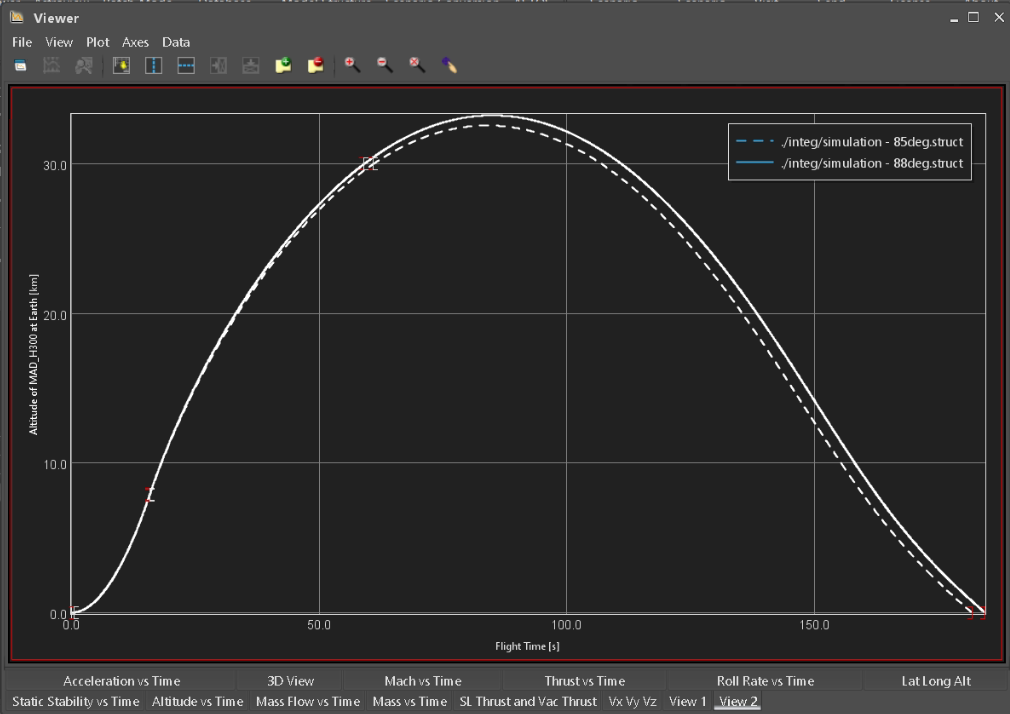 Viewer
File View Plot Axes Data
./integ/simulation - 85deg.struct
./integ/simulation - 88deg.struct
30.0
20.0
10.0
0.0
Altitude of MAD_H300 at Earth [km]
0.0 50.0 100.0 150.0
Flight Time [s]
Acceleration vs Time 3D View Mach vs Time Thrust vs Time Roll Rate vs Time Lat Long Alt
Static Stability vs Time Altitude vs Time Mass Flow vs Time Mass vs Time SL Thrust and Vac Thrust Vx Vy Vz View 1 View 2